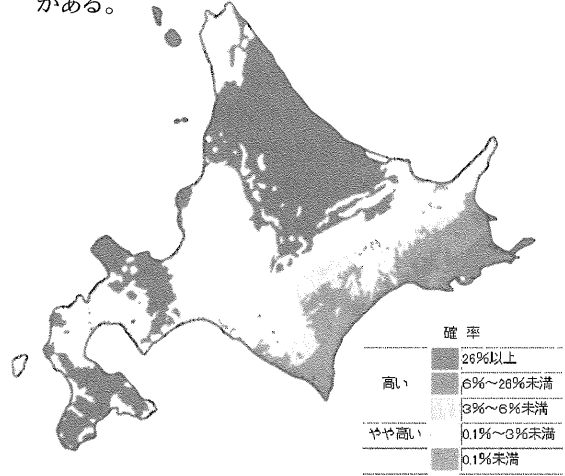 がある。
確 率
高い
26%以上
6%～26%未満
3%～6%未満
やや高い
0.1%～3%未満
0.1%未満